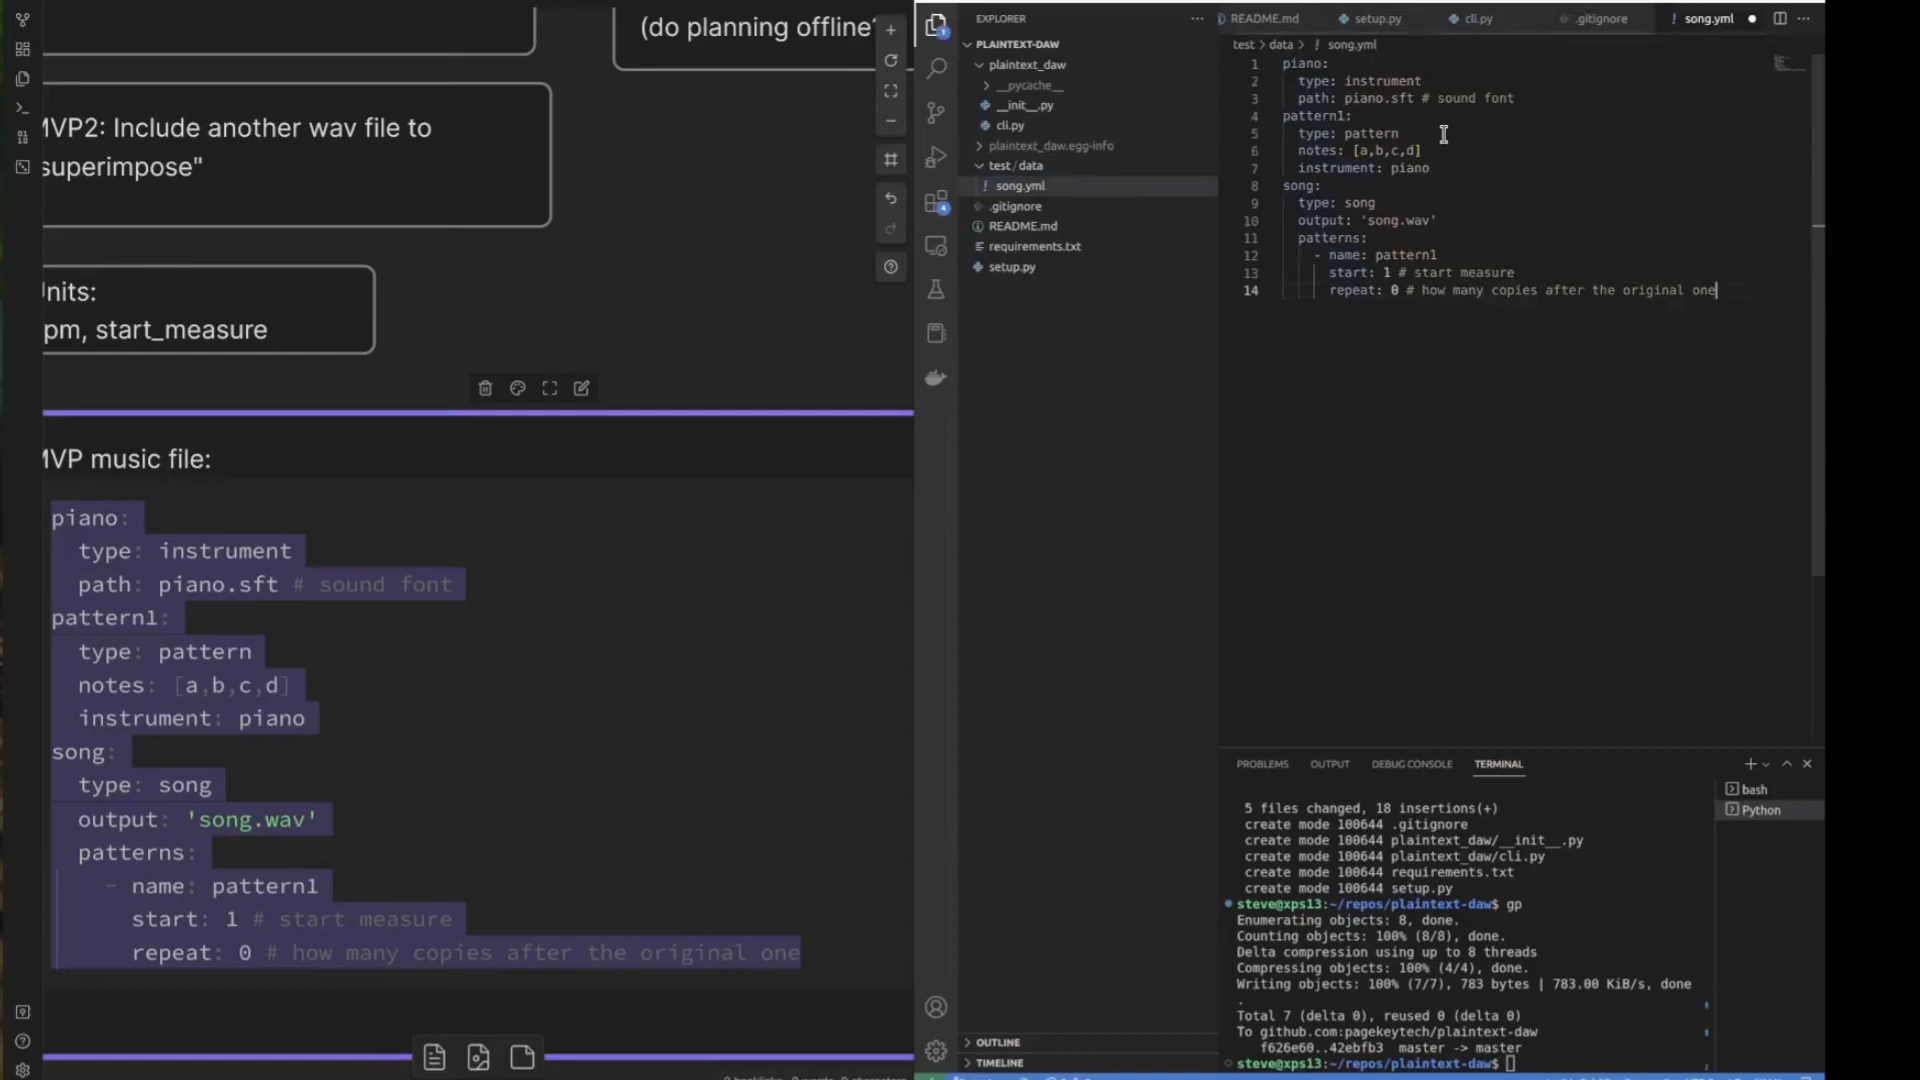 (do planning offline?
MVP2: Include another wav file to
superimpose"
Units:
pm, start_measure
MVP music file:
piano:
type: instrument
path: piano.sft # sound font
pattern1:
type: pattern
notes: [a,b,c,d]
instrument: piano
song:
type: song
output: 'song.wav'
patterns:
- name: pattern1
start: 1 # start measure
repeat: 0 # how many copies after the original one
EXPLORER
PLAINTEXT-DAW
plaintext_daw
__pycache__
__init__.py
cli.py
plaintext_daw.egg-info
test/data
! song.yml
.gitignore
README.md
requirements.txt
setup.py
OUTLINE
TIMELINE
README.md
setup.py
cli.py
.gitignore
! song.yml
test > data > ! song.yml
1 piano:
2 type: instrument
3 path: piano.sft # sound font
4 pattern1:
5 type: pattern
6 notes: [a,b,c,d]
7 instrument: piano
8 song:
9 type: song
10 output: 'song.wav'
11 patterns:
12 - name: pattern1
13 start: 1 # start measure
14 repeat: 0 # how many copies after the original one
PROBLEMS OUTPUT DEBUG CONSOLE TERMINAL
bash
Python
5 files changed, 18 insertions(+)
create mode 100644 .gitignore
create mode 100644 plaintext_daw/__init__.py
create mode 100644 plaintext_daw/cli.py
create mode 100644 requirements.txt
create mode 100644 setup.py
steve@xps13:~/repos/plaintext-daw$ gp
Enumerating objects: 8, done.
Counting objects: 100% (8/8), done.
Delta compression using up to 8 threads
Compressing objects: 100% (4/4), done.
Writing objects: 100% (7/7), 783 bytes | 783.00 KiB/s, done
.
Total 7 (delta 0), reused 0 (delta 0)
To github.com:pagekeytech/plaintext-daw
f626e60..42ebfb3 master -> master
steve@xps13:~/repos/plaintext-daw$